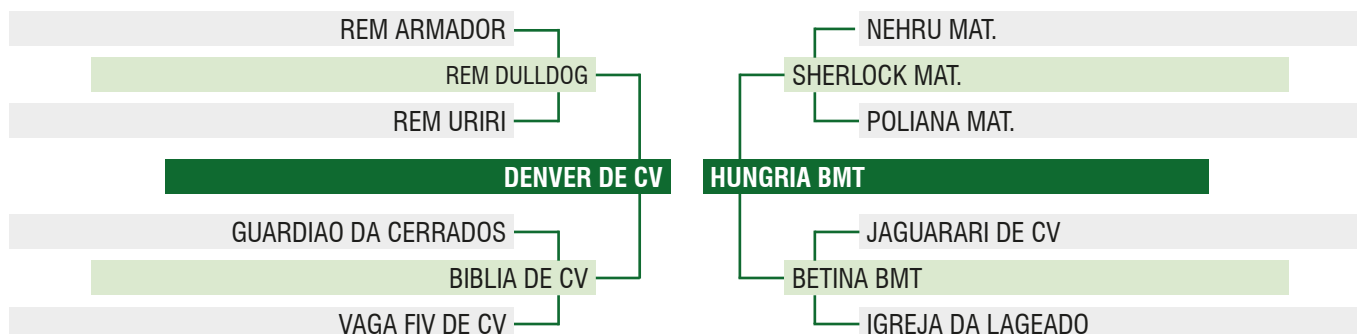 REM ARMADOR
NEHRU MAT.
REM DULLDOG
SHERLOCK MAT.
REM URIRI
POLIANA MAT.
DENVER DE CV
HUNGRIA BMT
GUARDIAO DA CERRADOS
JAGUARARI DE CV
BIBLIA DE CV
BETINA BMT
VAGA FIV DE CV
IGREJA DA LAGEADO